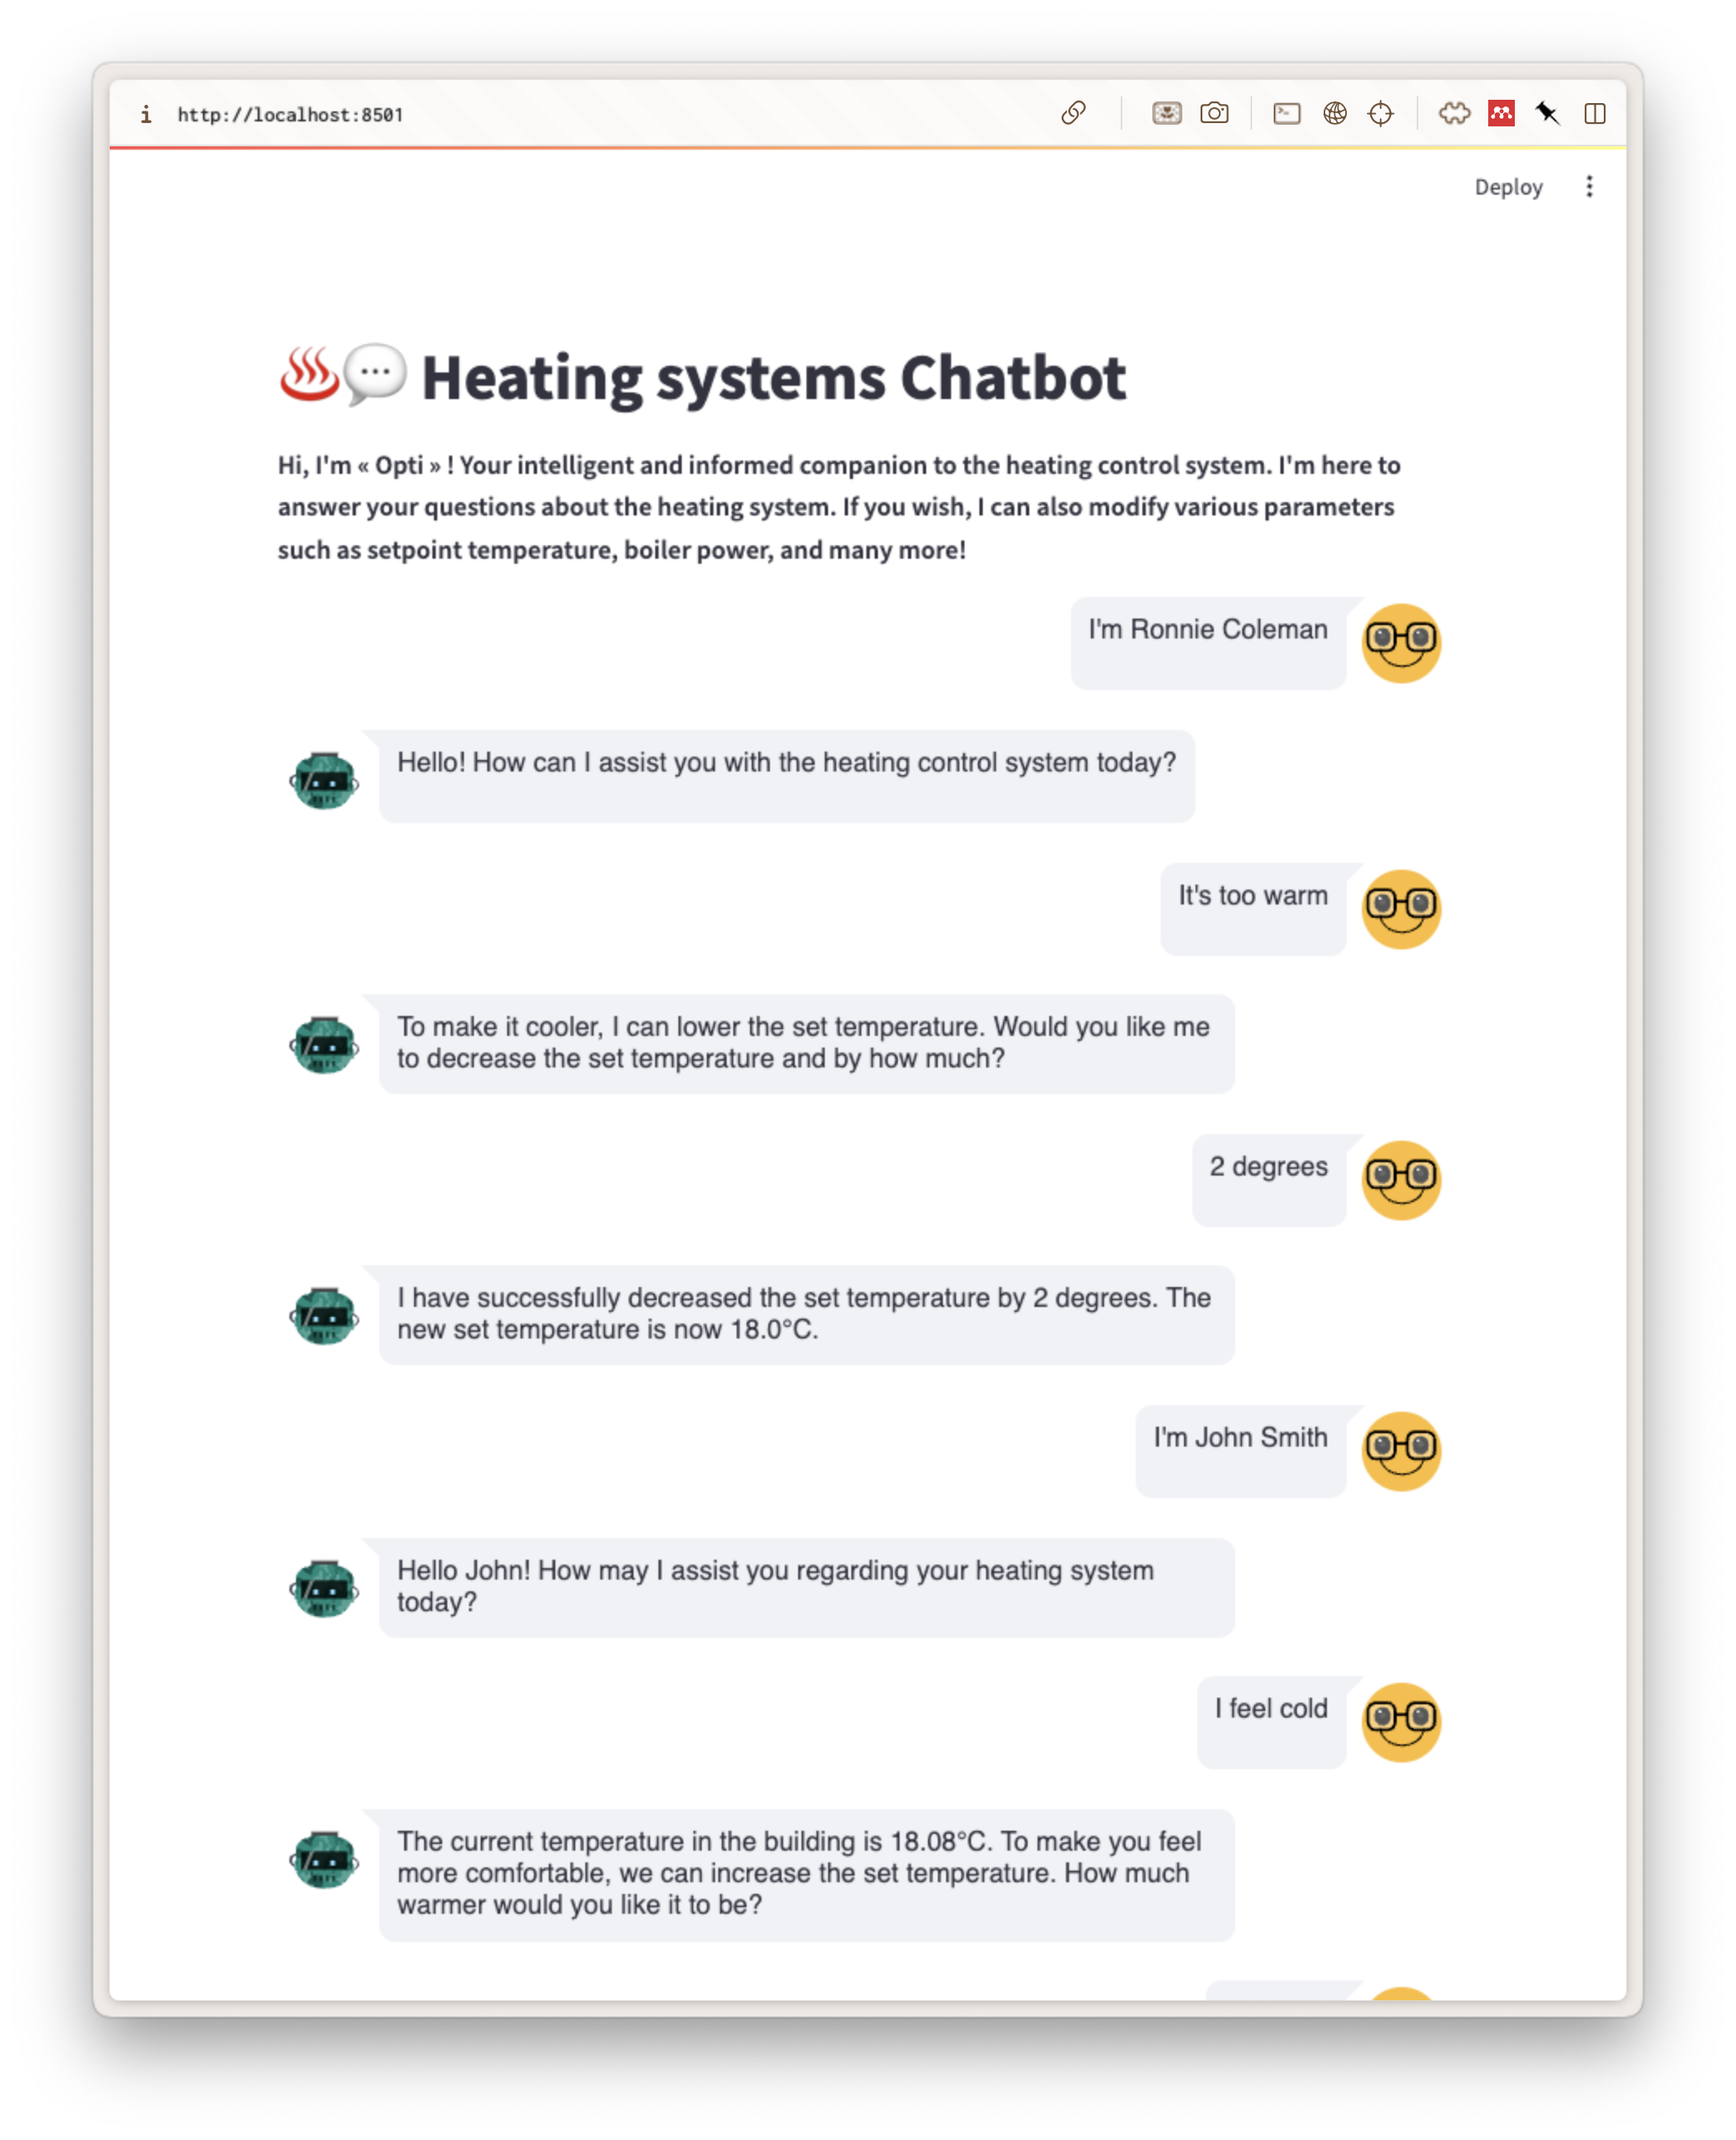 http://localhost:8501
Deploy
Heating systems Chatbot
Hi, I'm « Opti » ! Your intelligent and informed companion to the heating control system. I'm here to
answer your questions about the heating system. If you wish, I can also modify various parameters
such as setpoint temperature, boiler power, and many more!
I'm Ronnie Coleman
Hello! How can I assist you with the heating control system today?
It's too warm
To make it cooler, I can lower the set temperature. Would you like me
to decrease the set temperature and by how much?
2 degrees
I have successfully decreased the set temperature by 2 degrees. The
new set temperature is now 18.0°C.
I'm John Smith
Hello John! How may I assist you regarding your heating system
today?
I feel cold
The current temperature in the building is 18.08°C. To make you feel
more comfortable, we can increase the set temperature. How much
warmer would you like it to be?